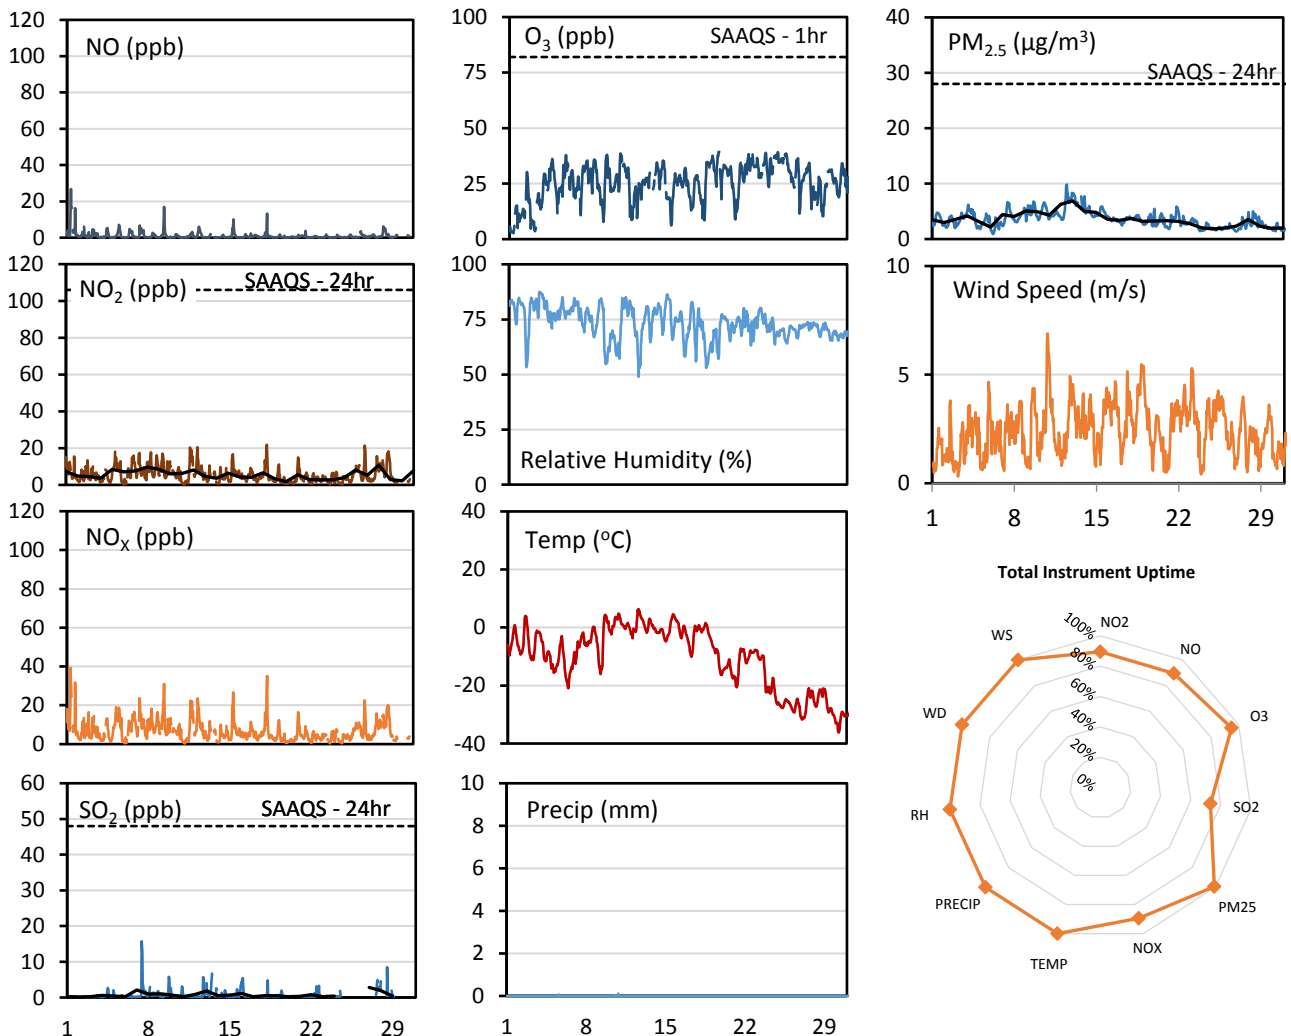 NO (ppb)
120
100
80
60
40
20
0
O3 (ppb)
SAAQS - 1hr
100
75
50
25
0
PM2.5 (µg/m³)
SAAQS - 24hr
40
30
20
10
0
NO2 (ppb)
SAAQS - 24hr
120
100
80
60
40
20
0
Relative Humidity (%)
100
75
50
25
0
Wind Speed (m/s)
10
5
0
1 8 15 22 29
NOX (ppb)
120
100
80
60
40
20
0
Temp (oC)
40
20
0
-20
-40
SO2 (ppb)
SAAQS - 24hr
60
50
40
30
20
10
0
1 8 15 22 29
Precip (mm)
10
8
6
4
2
0
1 8 15 22 29
Total Instrument Uptime
100%
80%
60%
40%
20%
0%
NO2
NO
O3
SO2
PM25
NOX
TEMP
PRECIP
RH
WD
WS